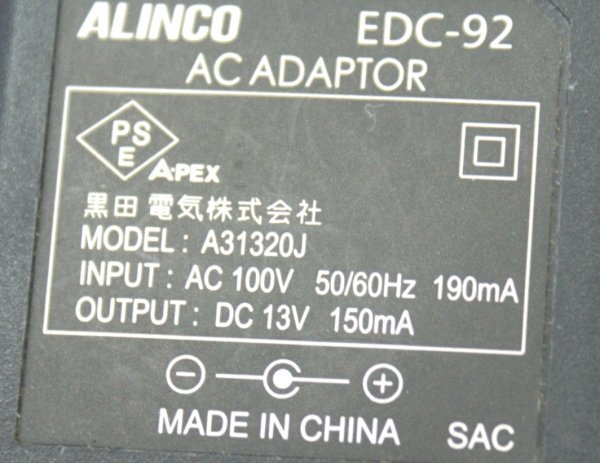 ALINCO EDC-92
AC ADAPTOR
PS
E
A-PEX
黒田 電気株式会社
MODEL : A31320J
INPUT : AC 100V 50/60Hz 190mA
OUTPUT : DC 13V 150mA
− +
MADE IN CHINA SAC